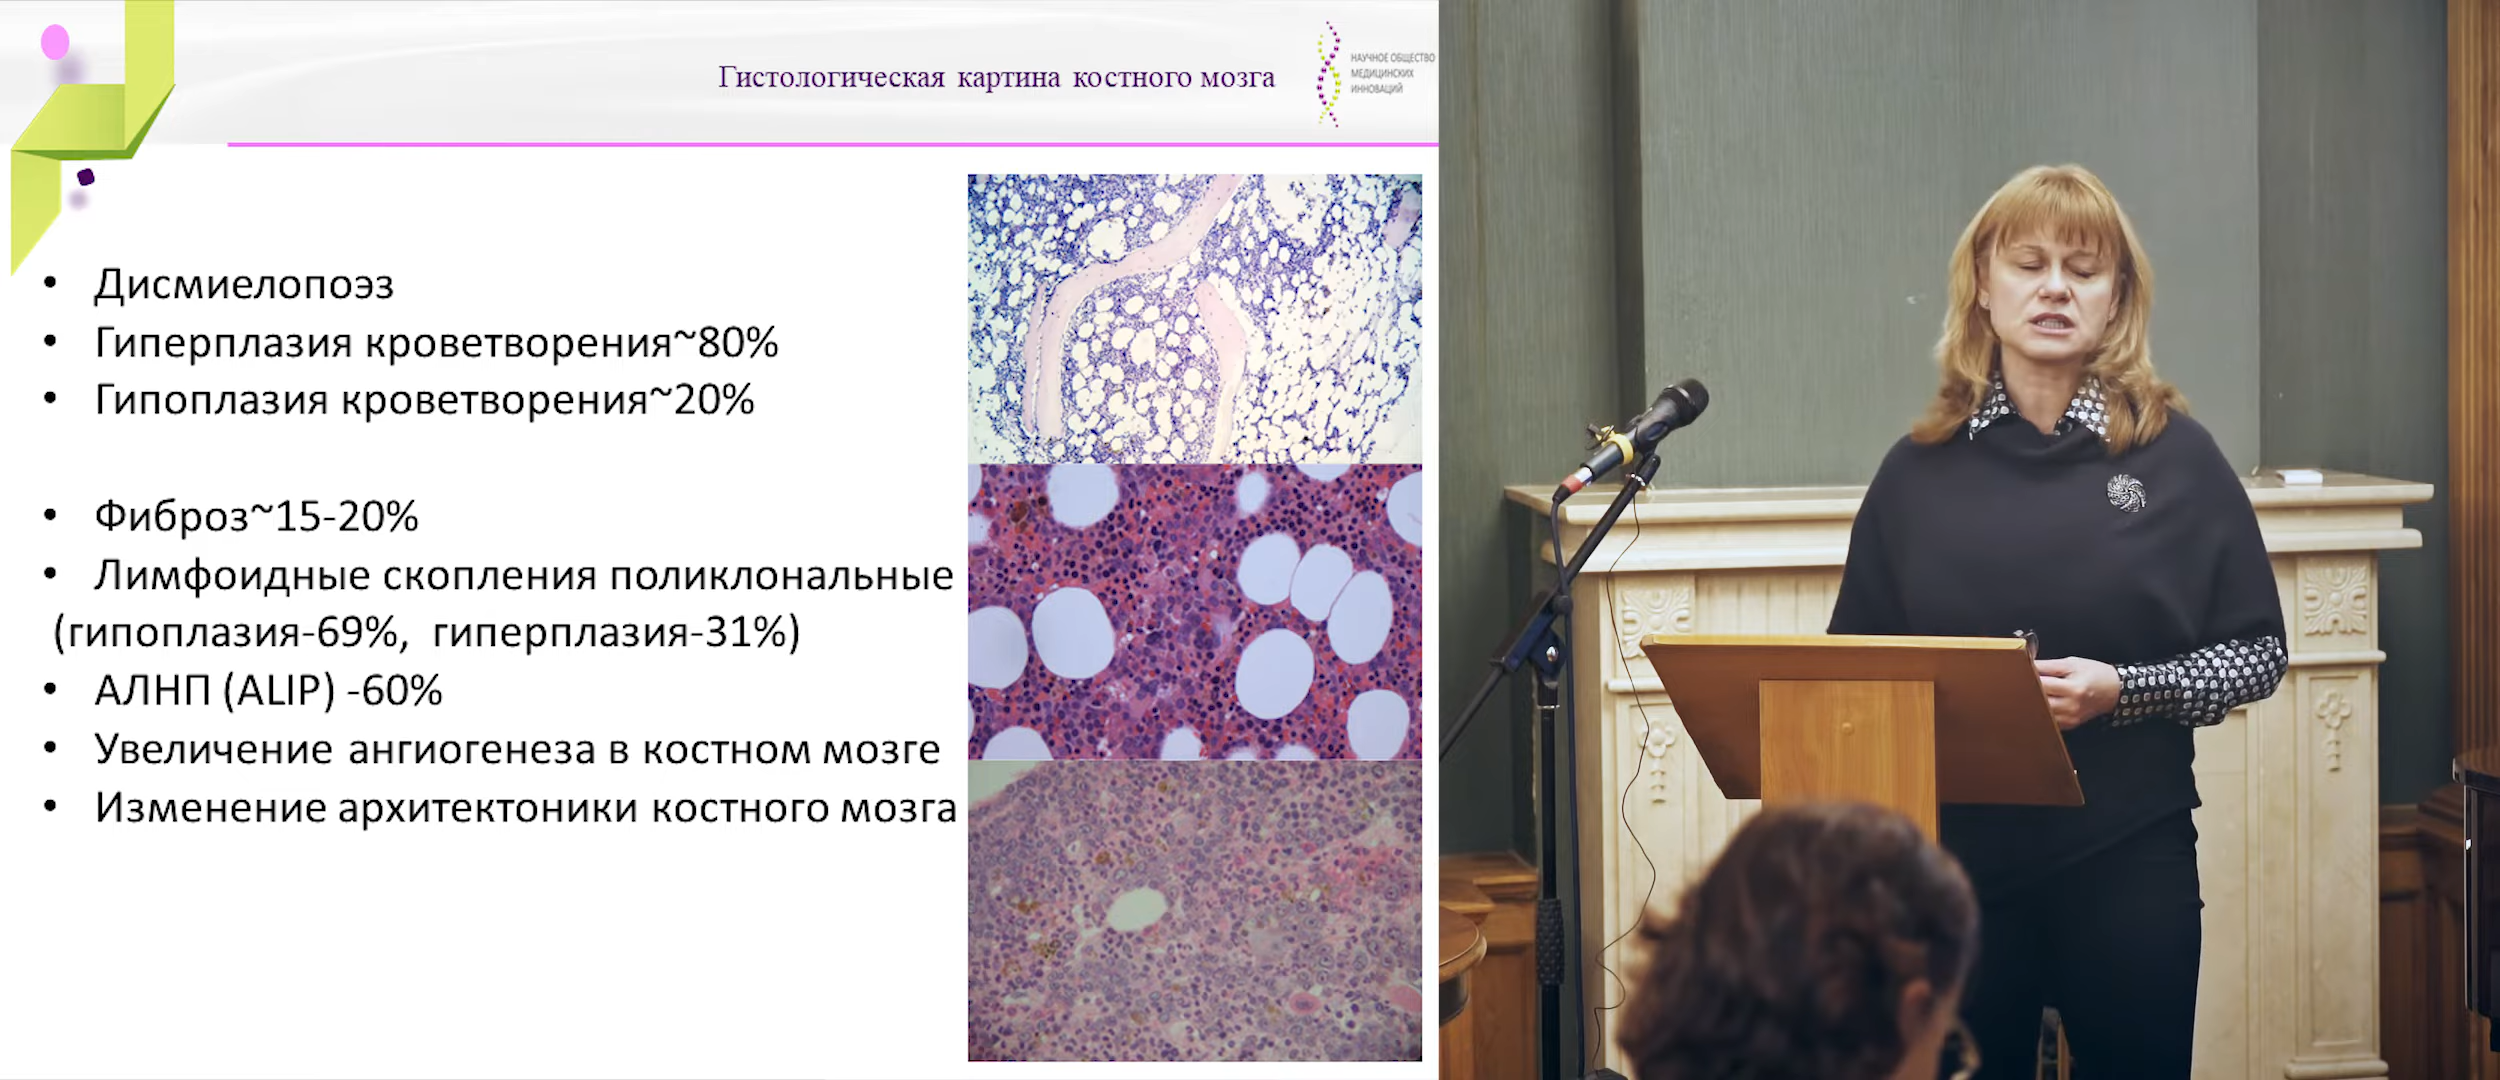 Гистологическая картина костного мозга
НАУЧНОЕ ОБЩЕСТВО
МЕДИЦИНСКИХ
ИННОВАЦИЙ
• Дисмиелопоэз
• Гиперплазия кроветворения~80%
• Гипоплазия кроветворения~20%
• Фиброз~15-20%
• Лимфоидные скопления поликлональные
(гипоплазия-69%, гиперплазия-31%)
• АЛНП (ALIP) -60%
• Увеличение ангиогенеза в костном мозге
• Изменение архитектоники костного мозга